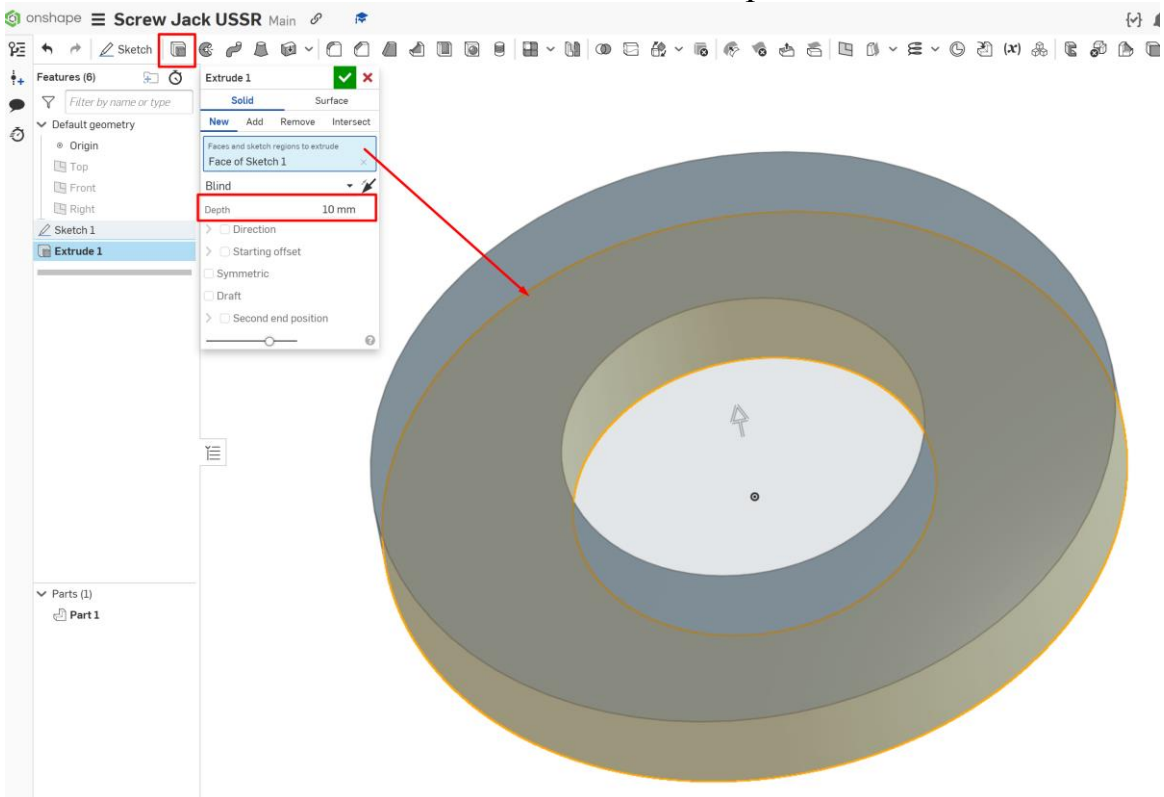 onshape Screw Jack USSR Main
Sketch
(x)
Features (6)
Filter by name or type
Default geometry
Origin
Top
Front
Right
Sketch 1
Extrude 1
Extrude 1
Solid Surface
New Add Remove Intersect
Faces and sketch regions to extrude
Face of Sketch 1
Blind
Depth 10 mm
Direction
Starting offset
Symmetric
Draft
Second end position
Parts (1)
Part 1